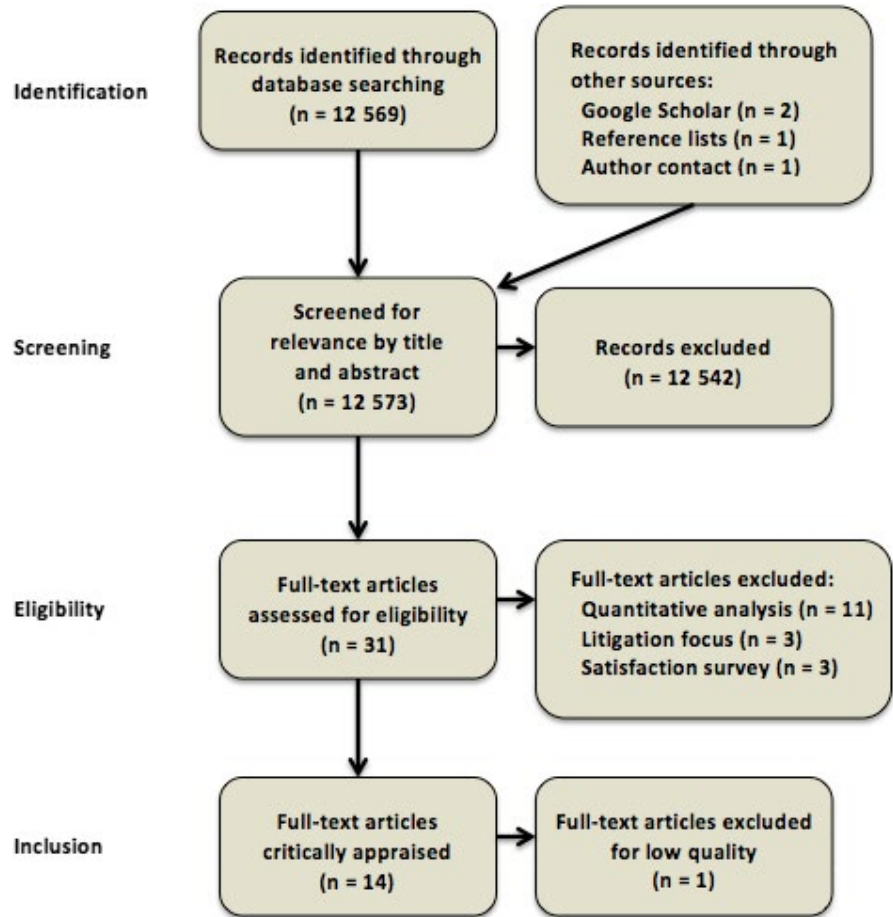 Identification
Records identified through
database searching
(n = 12 569)
Records identified through
other sources:
Google Scholar (n = 2)
Reference lists (n = 1)
Author contact (n = 1)
Screening
Screened for
relevance by title
and abstract
(n = 12 573)
Records excluded
(n = 12 542)
Eligibility
Full-text articles
assessed for eligibility
(n = 31)
Full-text articles excluded:
Quantitative analysis (n = 11)
Litigation focus (n = 3)
Satisfaction survey (n = 3)
Inclusion
Full-text articles
critically appraised
(n = 14)
Full-text articles excluded
for low quality
(n = 1)